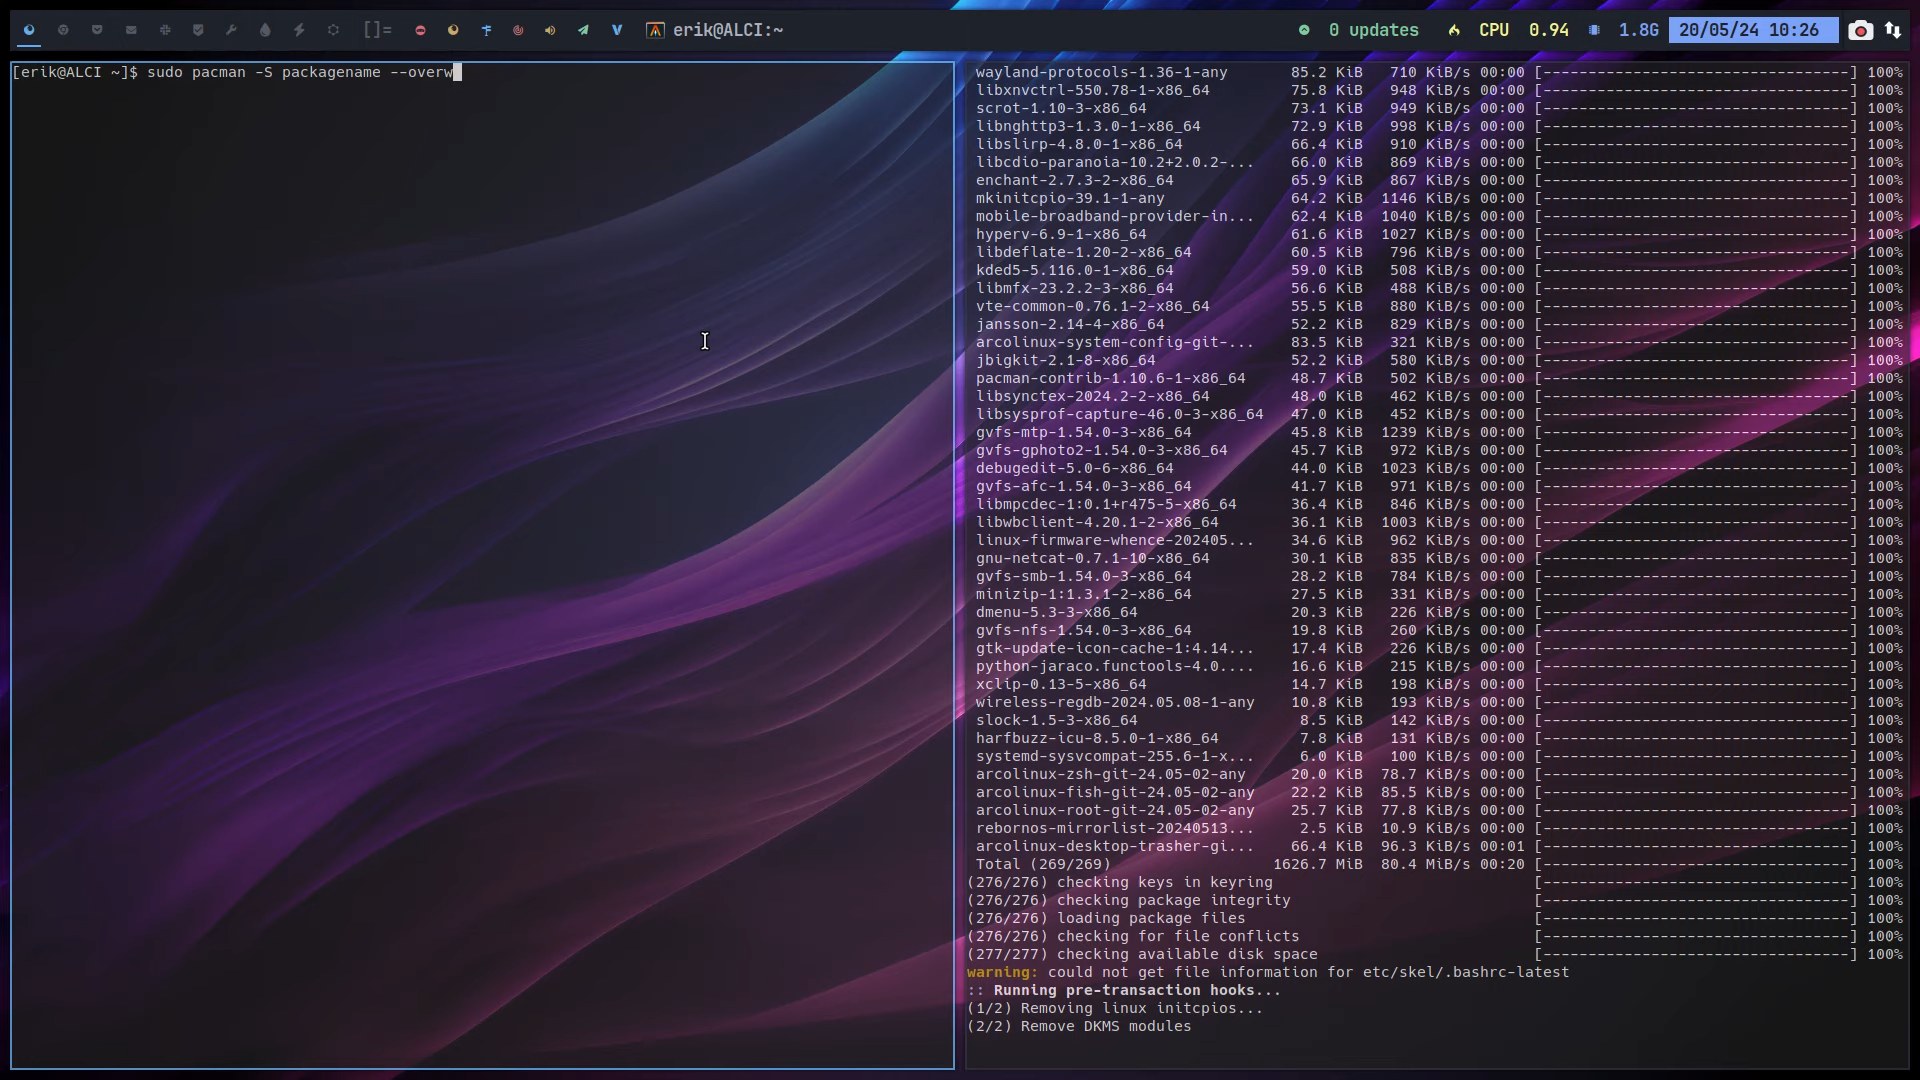 []= erik@ALCI:~ 0 updates CPU 0.94 1.8G 20/05/24 10:26
[erik@ALCI ~]$ sudo pacman -S packagename --overw
wayland-protocols-1.36-1-any 85.2 KiB 710 KiB/s 00:00 [----------------------------------] 100%
libxnvctrl-550.78-1-x86_64 75.8 KiB 948 KiB/s 00:00 [----------------------------------] 100%
scrot-1.10-3-x86_64 73.1 KiB 949 KiB/s 00:00 [----------------------------------] 100%
libnghttp3-1.3.0-1-x86_64 72.9 KiB 998 KiB/s 00:00 [----------------------------------] 100%
libslirp-4.8.0-1-x86_64 66.4 KiB 910 KiB/s 00:00 [----------------------------------] 100%
libcdio-paranoia-10.2+2.0.2-... 66.0 KiB 869 KiB/s 00:00 [----------------------------------] 100%
enchant-2.7.3-2-x86_64 65.9 KiB 867 KiB/s 00:00 [----------------------------------] 100%
mkinitcpio-39.1-1-any 64.2 KiB 1146 KiB/s 00:00 [----------------------------------] 100%
mobile-broadband-provider-in... 62.4 KiB 1040 KiB/s 00:00 [----------------------------------] 100%
hyperv-6.9-1-x86_64 61.6 KiB 1027 KiB/s 00:00 [----------------------------------] 100%
libdeflate-1.20-2-x86_64 60.5 KiB 796 KiB/s 00:00 [----------------------------------] 100%
kded5-5.116.0-1-x86_64 59.0 KiB 508 KiB/s 00:00 [----------------------------------] 100%
libmfx-23.2.2-3-x86_64 56.6 KiB 488 KiB/s 00:00 [----------------------------------] 100%
vte-common-0.76.1-2-x86_64 55.5 KiB 880 KiB/s 00:00 [----------------------------------] 100%
jansson-2.14-4-x86_64 52.2 KiB 829 KiB/s 00:00 [----------------------------------] 100%
arcolinux-system-config-git-... 83.5 KiB 321 KiB/s 00:00 [----------------------------------] 100%
jbigkit-2.1-8-x86_64 52.2 KiB 580 KiB/s 00:00 [----------------------------------] 100%
pacman-contrib-1.10.6-1-x86_64 48.7 KiB 502 KiB/s 00:00 [----------------------------------] 100%
libsynctex-2024.2-2-x86_64 48.0 KiB 462 KiB/s 00:00 [----------------------------------] 100%
libsysprof-capture-46.0-3-x86_64 47.0 KiB 452 KiB/s 00:00 [----------------------------------] 100%
gvfs-mtp-1.54.0-3-x86_64 45.8 KiB 1239 KiB/s 00:00 [----------------------------------] 100%
gvfs-gphoto2-1.54.0-3-x86_64 45.7 KiB 972 KiB/s 00:00 [----------------------------------] 100%
debugedit-5.0-6-x86_64 44.0 KiB 1023 KiB/s 00:00 [----------------------------------] 100%
gvfs-afc-1.54.0-3-x86_64 41.7 KiB 971 KiB/s 00:00 [----------------------------------] 100%
libmpcdec-1:0.1+r475-5-x86_64 36.4 KiB 846 KiB/s 00:00 [----------------------------------] 100%
libwbclient-4.20.1-2-x86_64 36.1 KiB 1003 KiB/s 00:00 [----------------------------------] 100%
linux-firmware-whence-202405... 34.6 KiB 962 KiB/s 00:00 [----------------------------------] 100%
gnu-netcat-0.7.1-10-x86_64 30.1 KiB 835 KiB/s 00:00 [----------------------------------] 100%
gvfs-smb-1.54.0-3-x86_64 28.2 KiB 784 KiB/s 00:00 [----------------------------------] 100%
minizip-1:1.3.1-2-x86_64 27.5 KiB 331 KiB/s 00:00 [----------------------------------] 100%
dmenu-5.3-3-x86_64 20.3 KiB 226 KiB/s 00:00 [----------------------------------] 100%
gvfs-nfs-1.54.0-3-x86_64 19.8 KiB 260 KiB/s 00:00 [----------------------------------] 100%
gtk-update-icon-cache-1:4.14... 17.4 KiB 226 KiB/s 00:00 [----------------------------------] 100%
python-jaraco.functools-4.0.... 16.6 KiB 215 KiB/s 00:00 [----------------------------------] 100%
xclip-0.13-5-x86_64 14.7 KiB 198 KiB/s 00:00 [----------------------------------] 100%
wireless-regdb-2024.05.08-1-any 10.8 KiB 193 KiB/s 00:00 [----------------------------------] 100%
slock-1.5-3-x86_64 8.5 KiB 142 KiB/s 00:00 [----------------------------------] 100%
harfbuzz-icu-8.5.0-1-x86_64 7.8 KiB 131 KiB/s 00:00 [----------------------------------] 100%
systemd-sysvcompat-255.6-1-x... 6.0 KiB 100 KiB/s 00:00 [----------------------------------] 100%
arcolinux-zsh-git-24.05-02-any 20.0 KiB 78.7 KiB/s 00:00 [----------------------------------] 100%
arcolinux-fish-git-24.05-02-any 22.2 KiB 85.5 KiB/s 00:00 [----------------------------------] 100%
arcolinux-root-git-24.05-02-any 25.7 KiB 77.8 KiB/s 00:00 [----------------------------------] 100%
rebornos-mirrorlist-20240513... 2.5 KiB 10.9 KiB/s 00:00 [----------------------------------] 100%
arcolinux-desktop-trasher-gi... 66.4 KiB 96.3 KiB/s 00:01 [----------------------------------] 100%
Total (269/269) 1626.7 MiB 80.4 MiB/s 00:20 [----------------------------------] 100%
(276/276) checking keys in keyring [----------------------------------] 100%
(276/276) checking package integrity [----------------------------------] 100%
(276/276) loading package files [----------------------------------] 100%
(276/276) checking for file conflicts [----------------------------------] 100%
(277/277) checking available disk space [----------------------------------] 100%
warning: could not get file information for etc/skel/.bashrc-latest
:: Running pre-transaction hooks...
(1/2) Removing linux initcpios...
(2/2) Remove DKMS modules